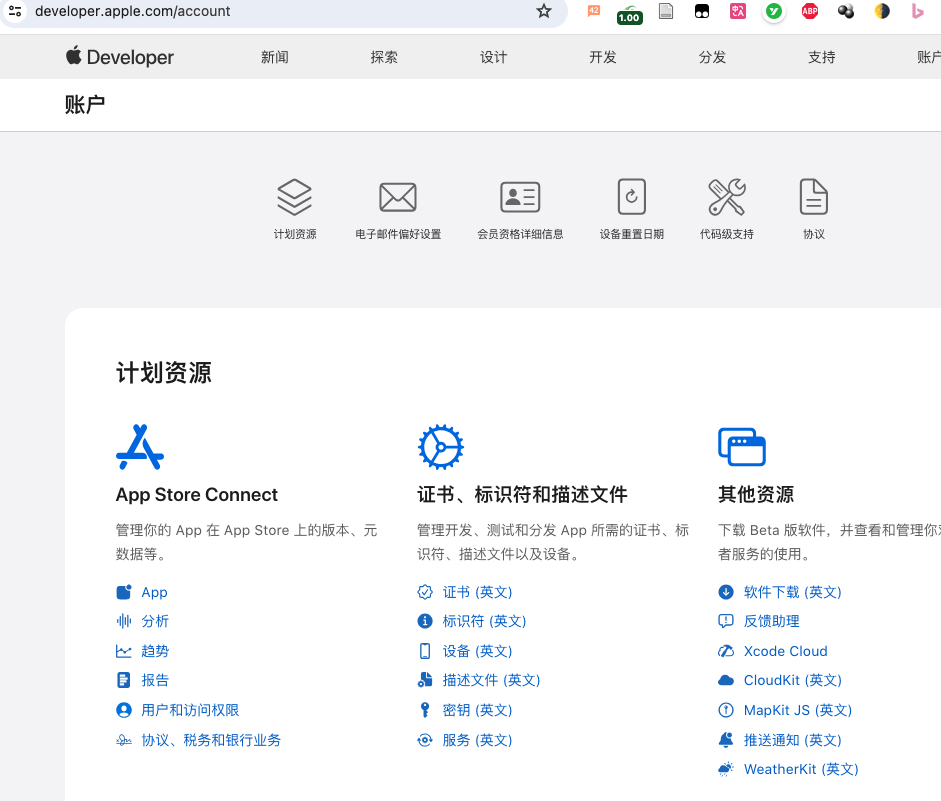 developer.apple.com/account
42
1.00
ABP
Developer
新闻
探索
设计
开发
分发
支持
账户
账户
计划资源
电子邮件偏好设置
会员资格详细信息
设备重置日期
代码级支持
协议
计划资源
App Store Connect
管理你的 App 在 App Store 上的版本、元
数据等。
App
分析
趋势
报告
用户和访问权限
协议、税务和银行业务
证书、标识符和描述文件
管理开发、测试和分发 App 所需的证书、标
识符、描述文件以及设备。
证书 (英文)
标识符 (英文)
设备 (英文)
描述文件 (英文)
密钥 (英文)
服务 (英文)
其他资源
下载 Beta 版软件，并查看和管理你对
者服务的使用。
软件下载 (英文)
反馈助理
Xcode Cloud
CloudKit (英文)
MapKit JS (英文)
推送通知 (英文)
WeatherKit (英文)